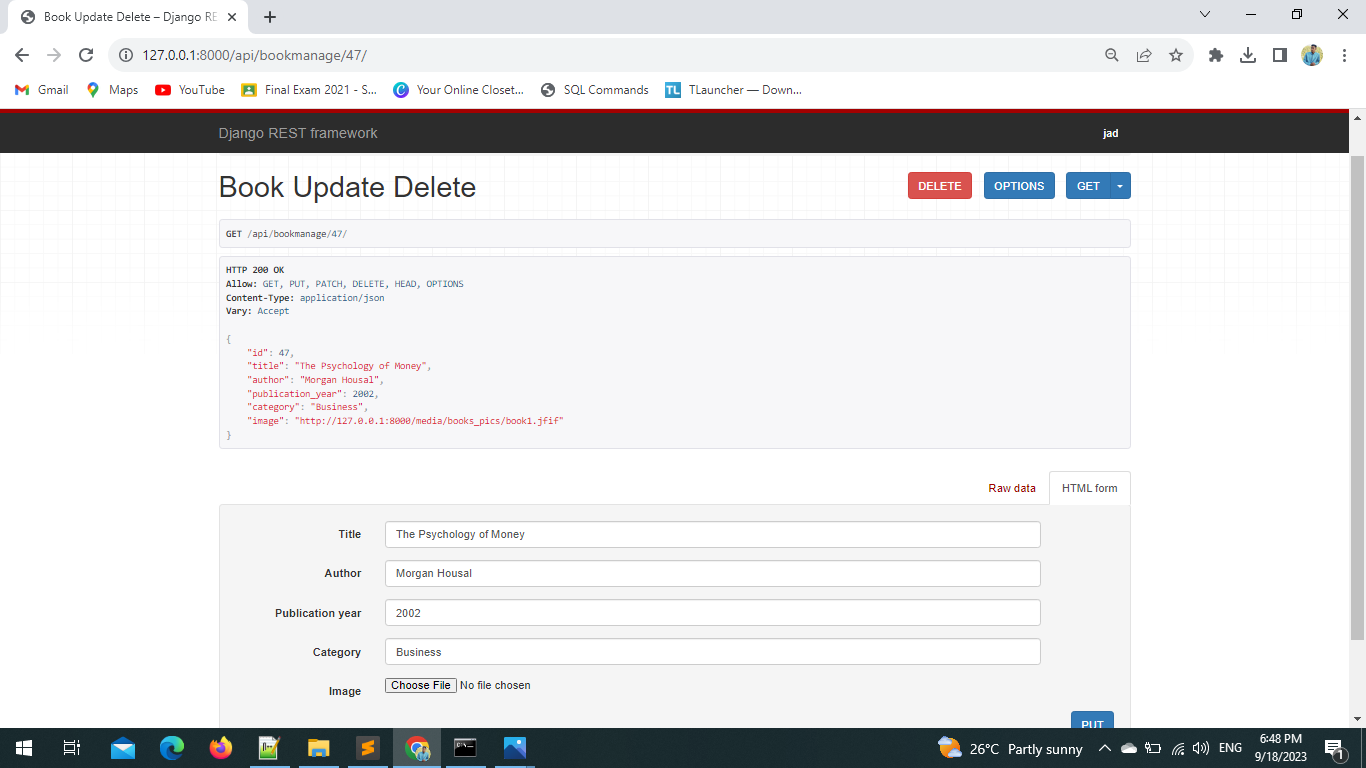 Book Update Delete – Django RE
127.0.0.1:8000/api/bookmanage/47/
Gmail Maps YouTube Final Exam 2021 - S... Your Online Closet... SQL Commands TL TLauncher — Down...
Django REST framework jad
Book Update Delete DELETE OPTIONS GET
GET /api/bookmanage/47/
HTTP 200 OK
Allow: GET, PUT, PATCH, DELETE, HEAD, OPTIONS
Content-Type: application/json
Vary: Accept
{
"id": 47,
"title": "The Psychology of Money",
"author": "Morgan Housal",
"publication_year": 2002,
"category": "Business",
"image": "http://127.0.0.1:8000/media/books_pics/book1.jfif"
}
Raw data HTML form
Title The Psychology of Money
Author Morgan Housal
Publication year 2002
Category Business
Image Choose File No file chosen
PUT
26°C Partly sunny ENG 6:48 PM
9/18/2023 1